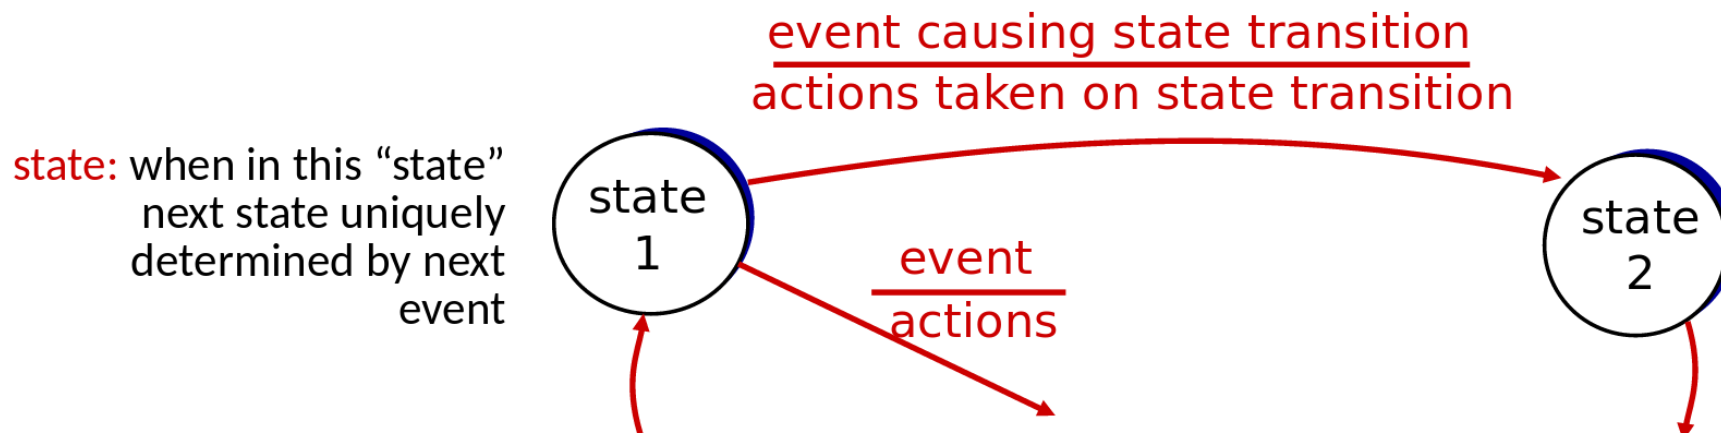 event causing state transition
actions taken on state transition
state: when in this “state”
next state uniquely
determined by next
event
state
1
event
actions
state
2